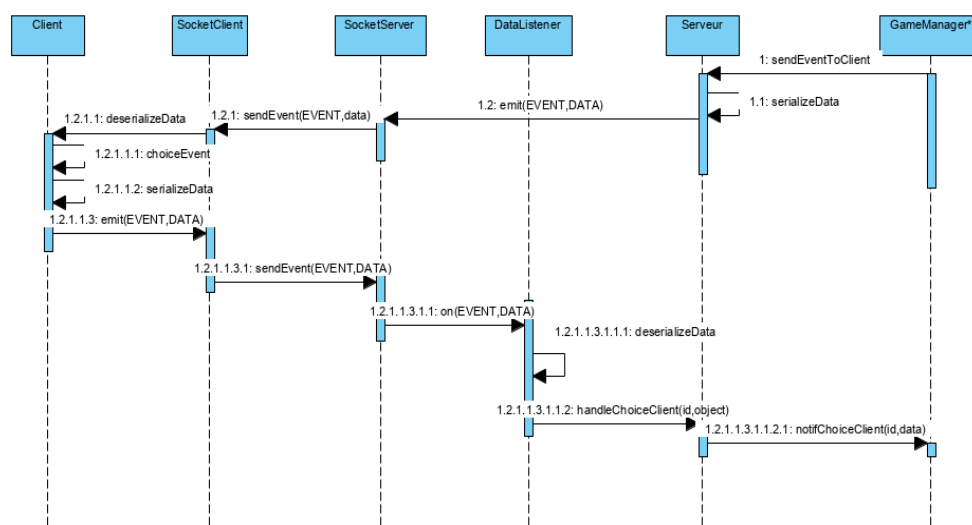 Client
SocketClient
SocketServer
DataListener
Serveur
GameManager*
1: sendEventToClient
1.1: serializeData
1.2: emit(EVENT,DATA)
1.2.1: sendEvent(EVENT,data)
1.2.1.1: deserializeData
1.2.1.1.1: choiceEvent
1.2.1.1.2: serializeData
1.2.1.1.3: emit(EVENT,DATA)
1.2.1.1.3.1: sendEvent(EVENT,DATA)
1.2.1.1.3.1.1: on(EVENT,DATA)
1.2.1.1.3.1.1.1: deserializeData
1.2.1.1.3.1.1.2: handleChoiceClient(id,object)
1.2.1.1.3.1.1.2.1: notifChoiceClient(id,data)